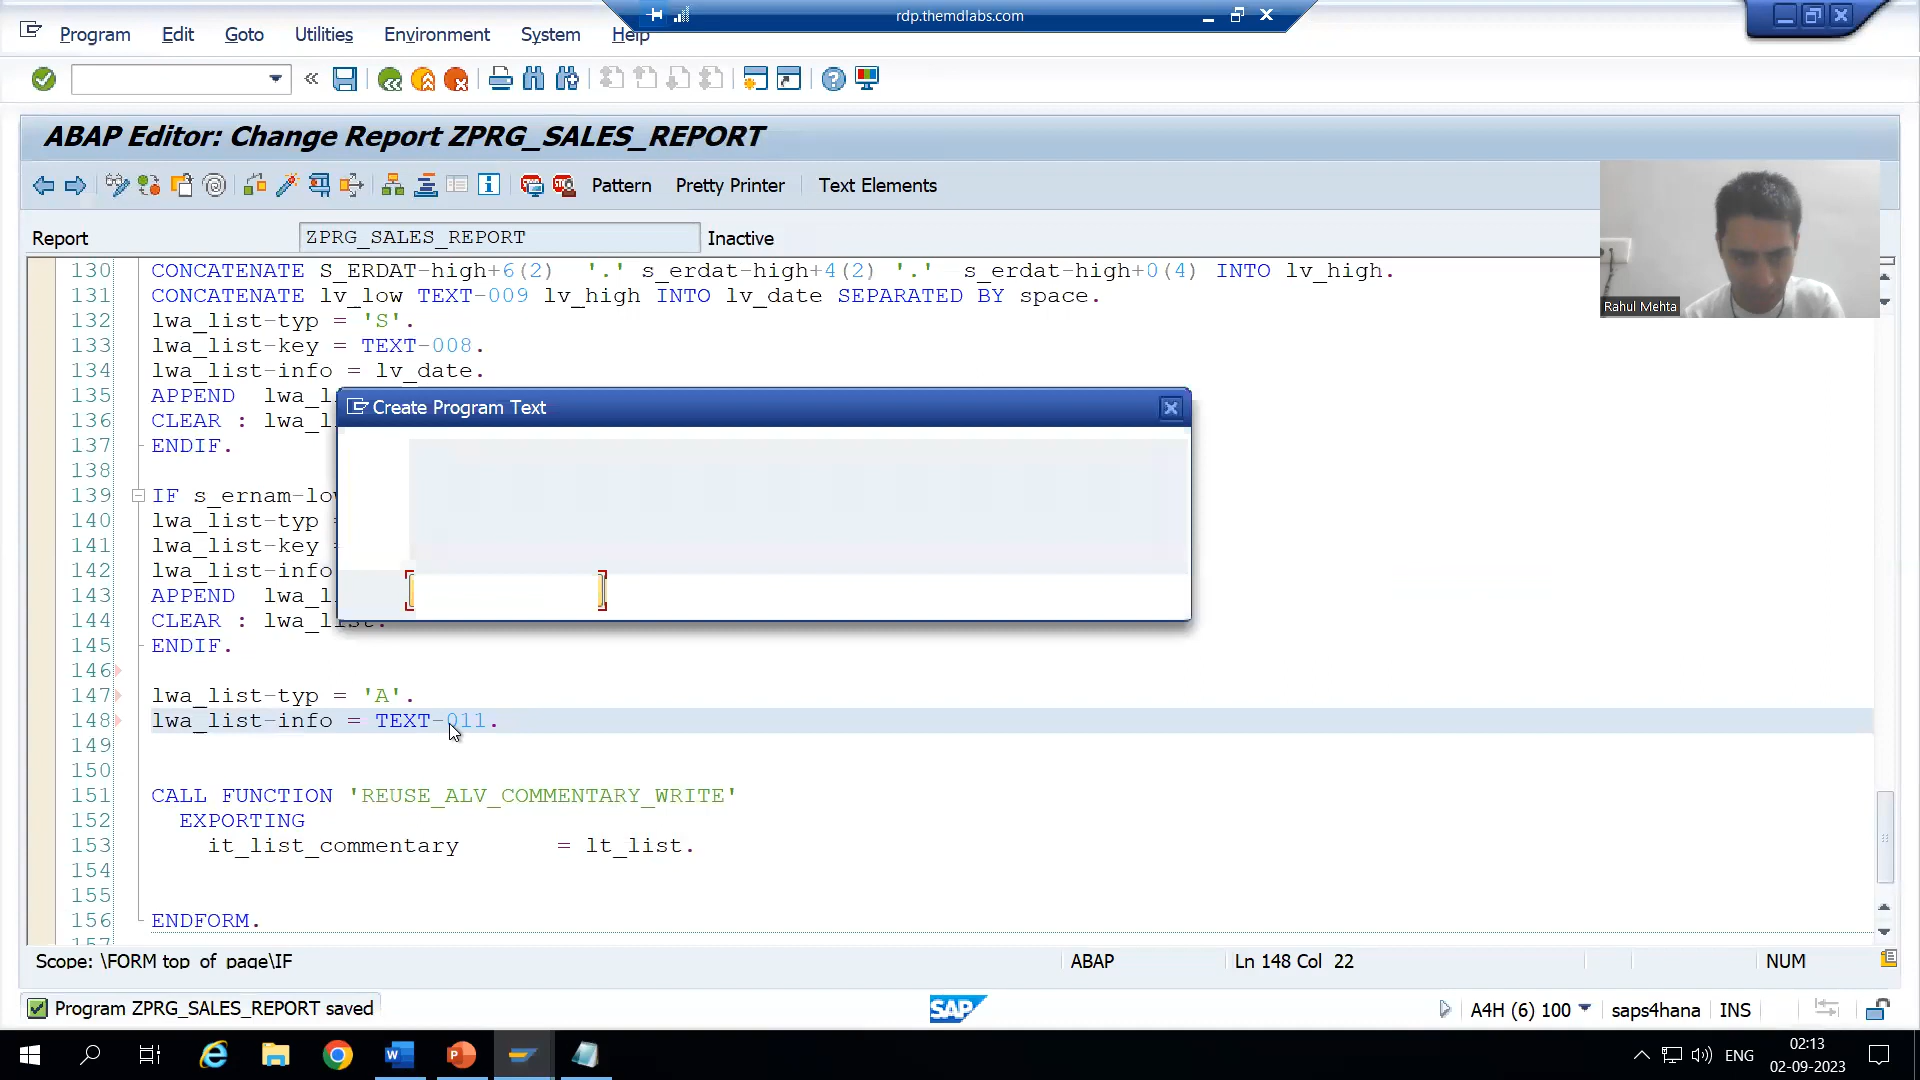 rdp.themdlabs.com
Program Edit Goto Utilities Environment System Help
ABAP Editor: Change Report ZPRG_SALES_REPORT
Pattern Pretty Printer Text Elements
Report ZPRG_SALES_REPORT Inactive
130 CONCATENATE S_ERDAT-high+6(2) '.' s_erdat-high+4(2) '.' s_erdat-high+0(4) INTO lv_high.
131 CONCATENATE lv_low TEXT-009 lv_high INTO lv_date SEPARATED BY space.
132 lwa_list-typ = 'S'.
133 lwa_list-key = TEXT-008.
134 lwa_list-info = lv_date.
135 APPEND lwa_l
136 CLEAR : lwa_l
137 ENDIF.
138
139 IF s_ernam-lo
140 lwa_list-typ
141 lwa_list-key
142 lwa_list-info
143 APPEND lwa_l
144 CLEAR : lwa_list.
145 ENDIF.
146
147 lwa_list-typ = 'A'.
148 lwa_list-info = TEXT-011.
149
150
151 CALL FUNCTION 'REUSE_ALV_COMMENTARY_WRITE'
152 EXPORTING
153 it_list_commentary = lt_list.
154
155
156 ENDFORM.
157
Create Program Text
Rahul Mehta
Scope: \FORM top_of_page\IF ABAP Ln 148 Col 22 NUM
Program ZPRG_SALES_REPORT saved SAP A4H (6) 100 saps4hana INS
ENG 02:13
02-09-2023